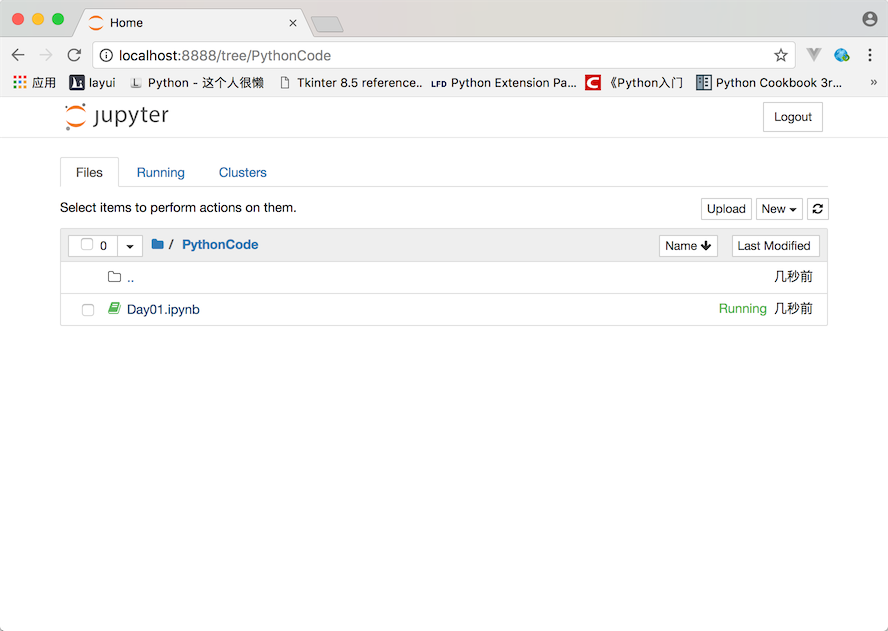 Home
localhost:8888/tree/PythonCode
应用 layui Python - 这个人很懒 Tkinter 8.5 reference.. LFD Python Extension Pa... 《Python入门 Python Cookbook 3r... »
jupyter Logout
Files Running Clusters
Select items to perform actions on them. Upload New
0 / PythonCode Name Last Modified
.. 几秒前
Day01.ipynb Running 几秒前